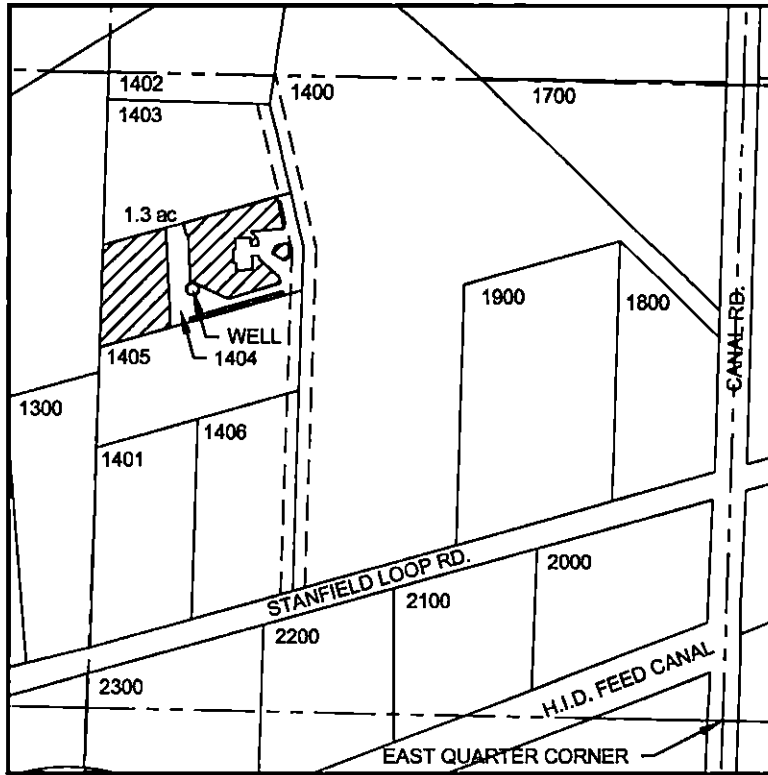 1402
1400
1700
1403
1.3 ac
1900
1800
CANAL RD.
WELL
1404
1405
1300
1406
1401
STANFIELD LOOP RD.
2000
2100
2200
2300
H.I.D. FEED CANAL
EAST QUARTER CORNER